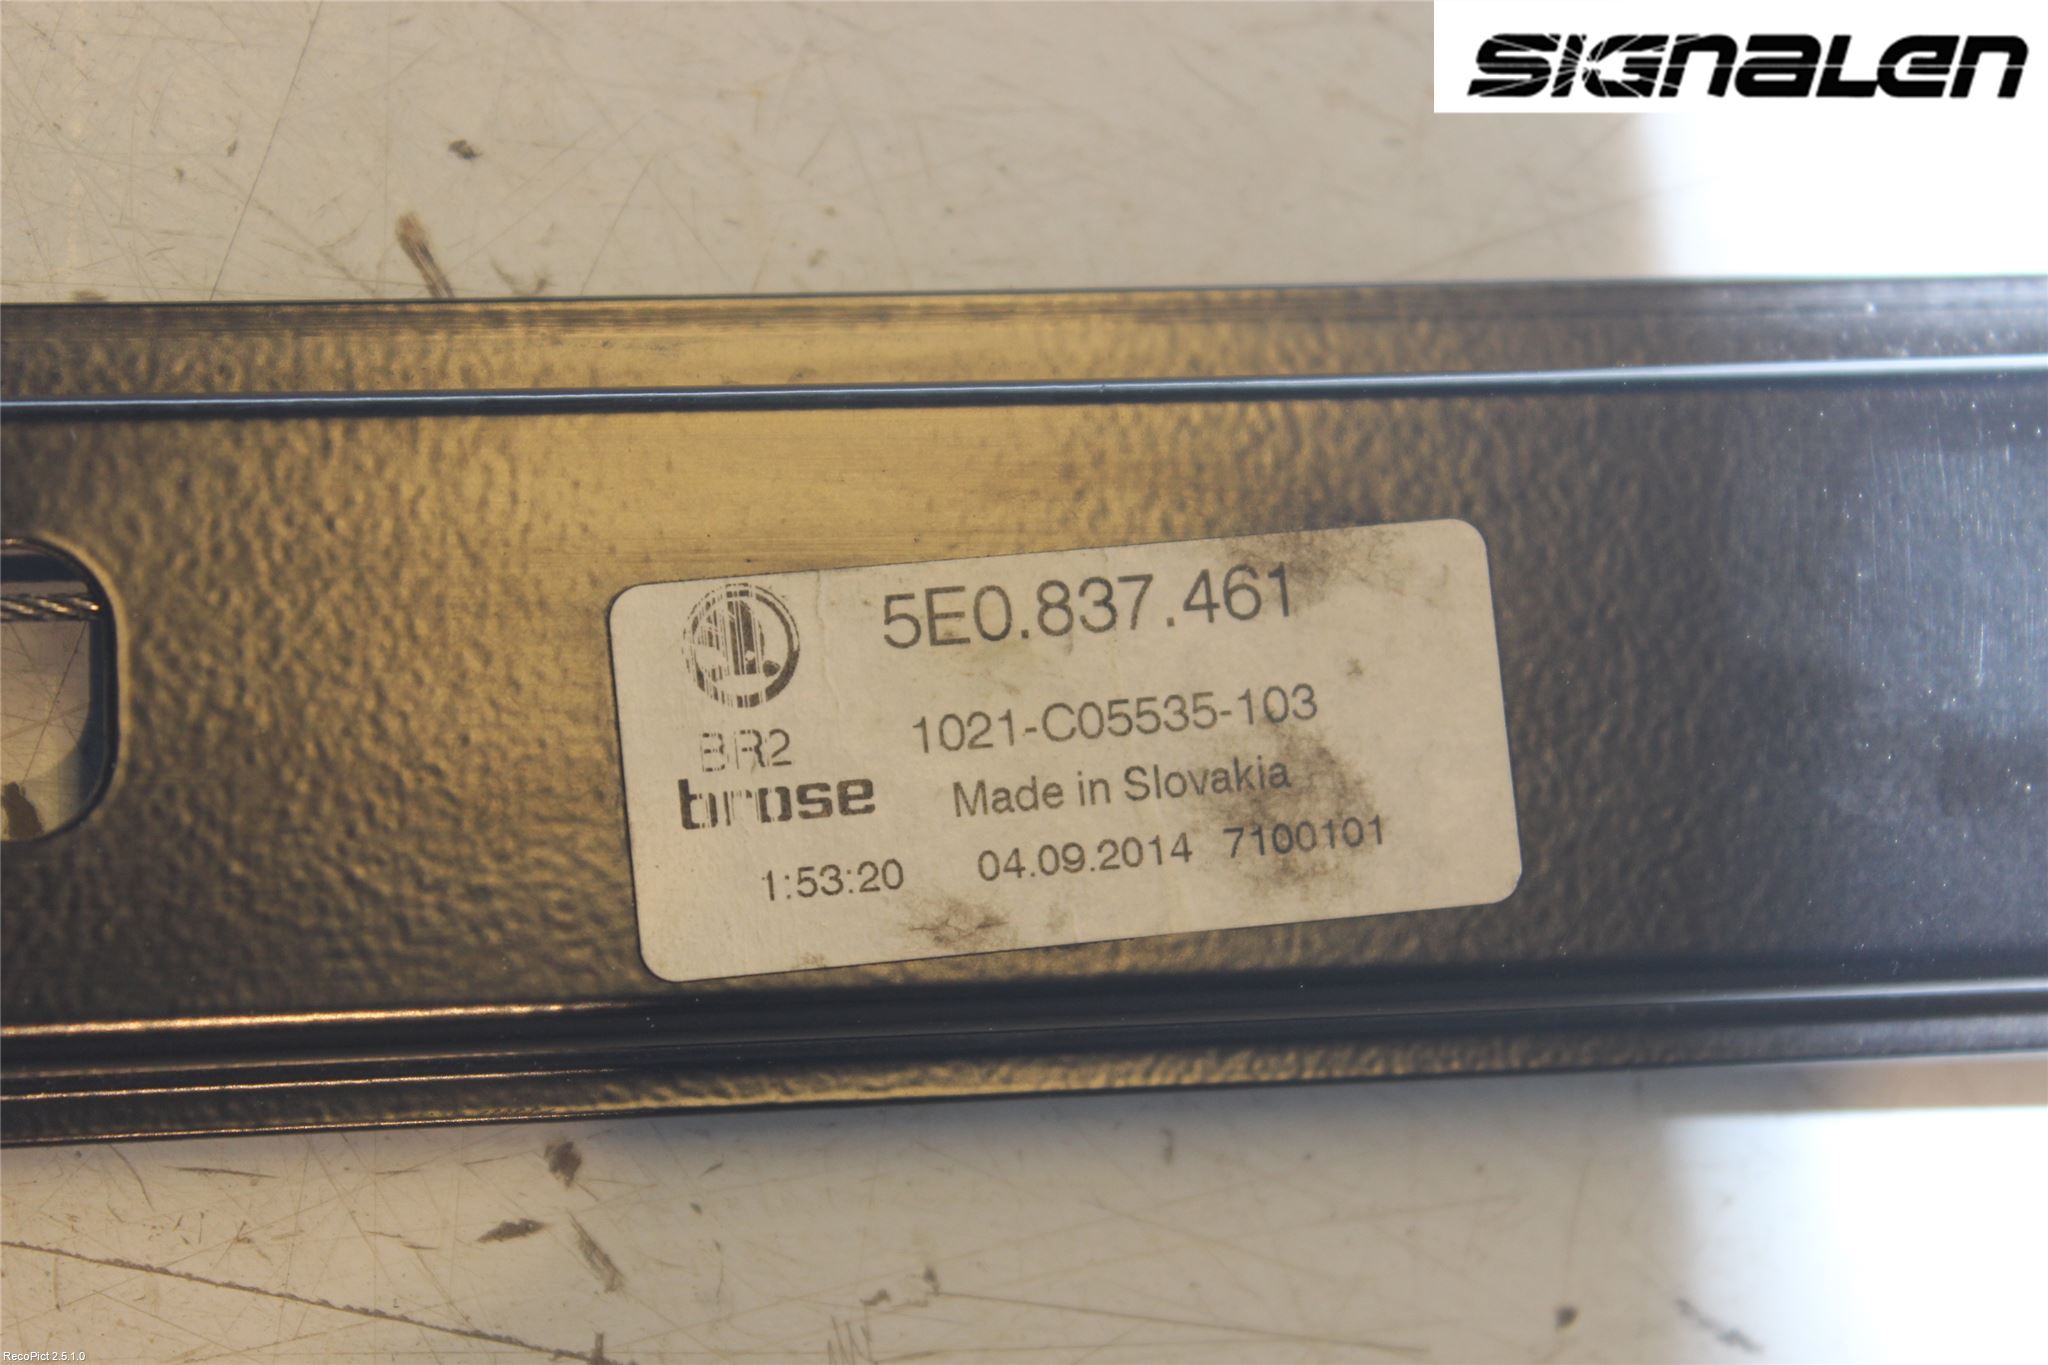 SIGNALEN
5E0.837.461
BR2
1021-C05535-103
brose
Made in Slovakia
1:53:20 04.09.2014 7100101
RecoPict 2.5.1.0